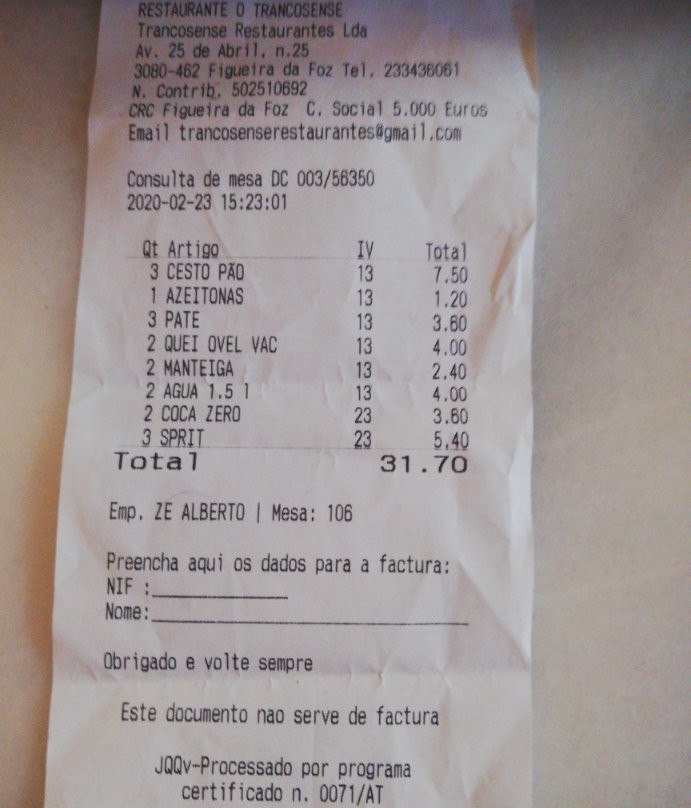 RESTAURANTE O TRANCOSENSE
Trancosense Restaurantes Lda
Av. 25 de Abril, n.25
3080-462 Figueira da Foz Tel. 233436061
N. Contrib. 502510692
CRC Figueira da Foz C. Social 5.000 Euros
Email trancosenserestaurantes@gmail.com
Consulta de mesa DC 003/56350
2020-02-23 15:23:01
Qt Artigo IV Total
3 CESTO PÃO 13 7.50
1 AZEITONAS 13 1.20
3 PATE 13 3.60
2 QUEI OVEL VAC 13 4.00
2 MANTEIGA 13 2.40
2 AGUA 1.5 l 13 4.00
2 COCA ZERO 23 3.60
3 SPRIT 23 5.40
Total 31.70
Emp. ZE ALBERTO | Mesa: 106
Preencha aqui os dados para a factura:
NIF :_____________
Nome:______________________________
Obrigado e volte sempre
Este documento nao serve de factura
JQQv-Processado por programa
certificado n. 0071/AT